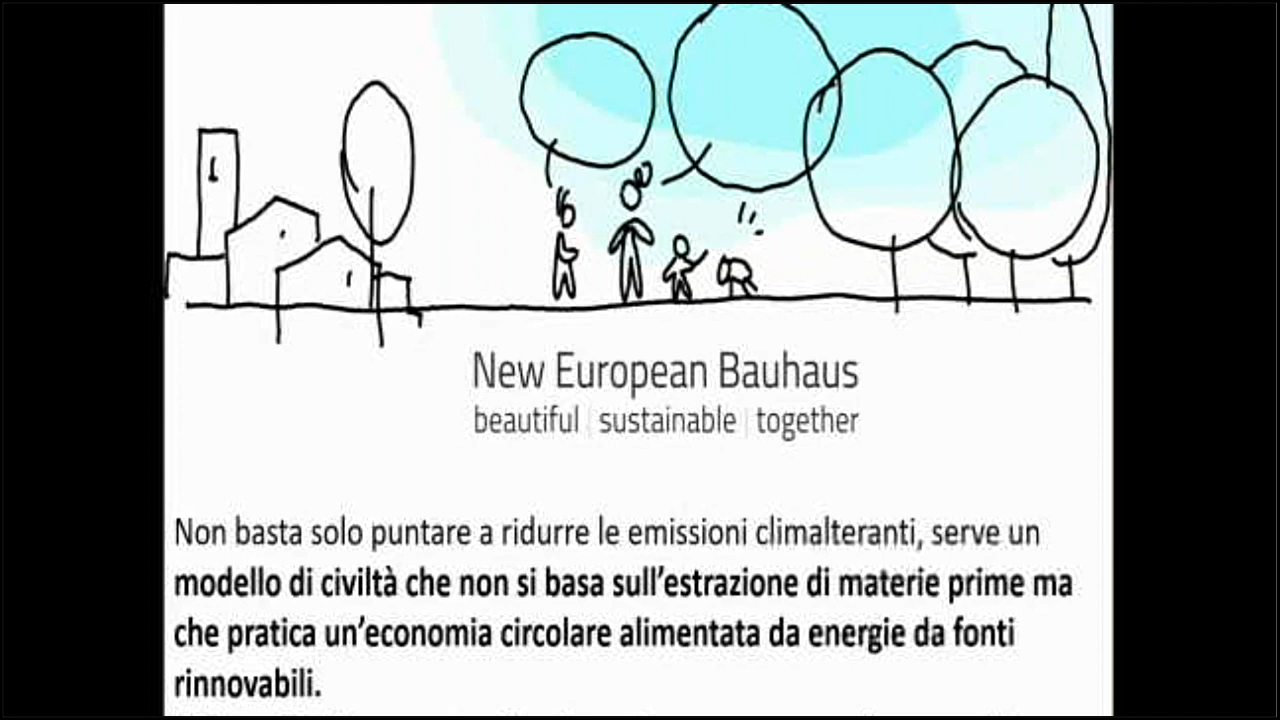 New European Bauhaus
beautiful sustainable together
Non basta solo puntare a ridurre le emissioni climalteranti, serve un
modello di civiltà che non si basa sull'estrazione di materie prime ma
che pratica un'economia circolare alimentata da energie da fonti
rinnovabili.